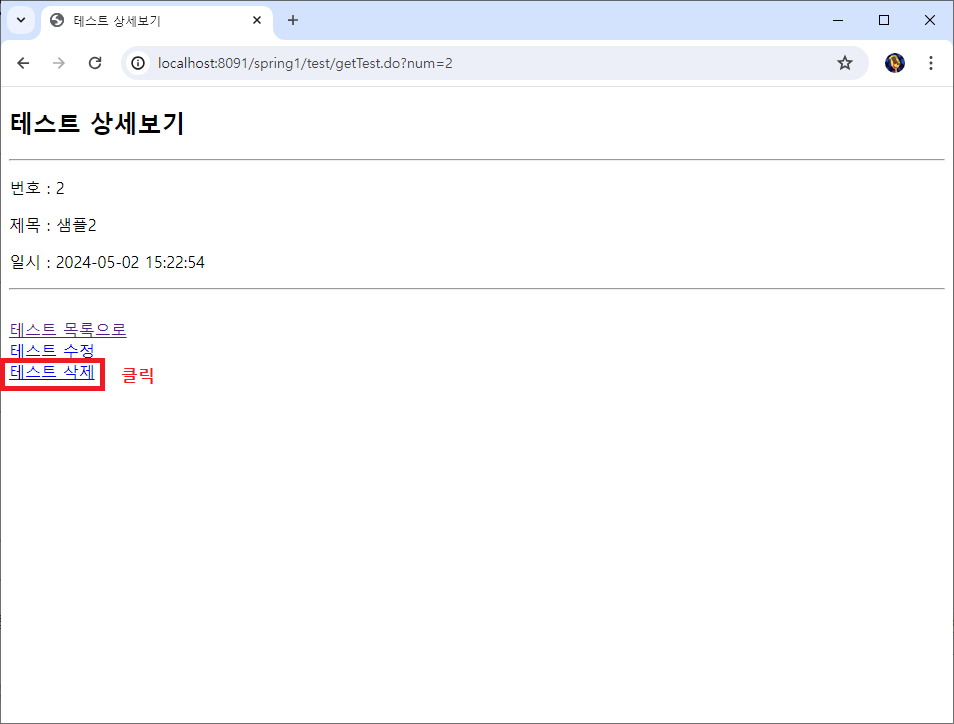 테스트 상세보기
localhost:8091/spring1/test/getTest.do?num=2
테스트 상세보기
번호 : 2
제목 : 샘플2
일시 : 2024-05-02 15:22:54
테스트 목록으로
테스트 수정
테스트 삭제 클릭